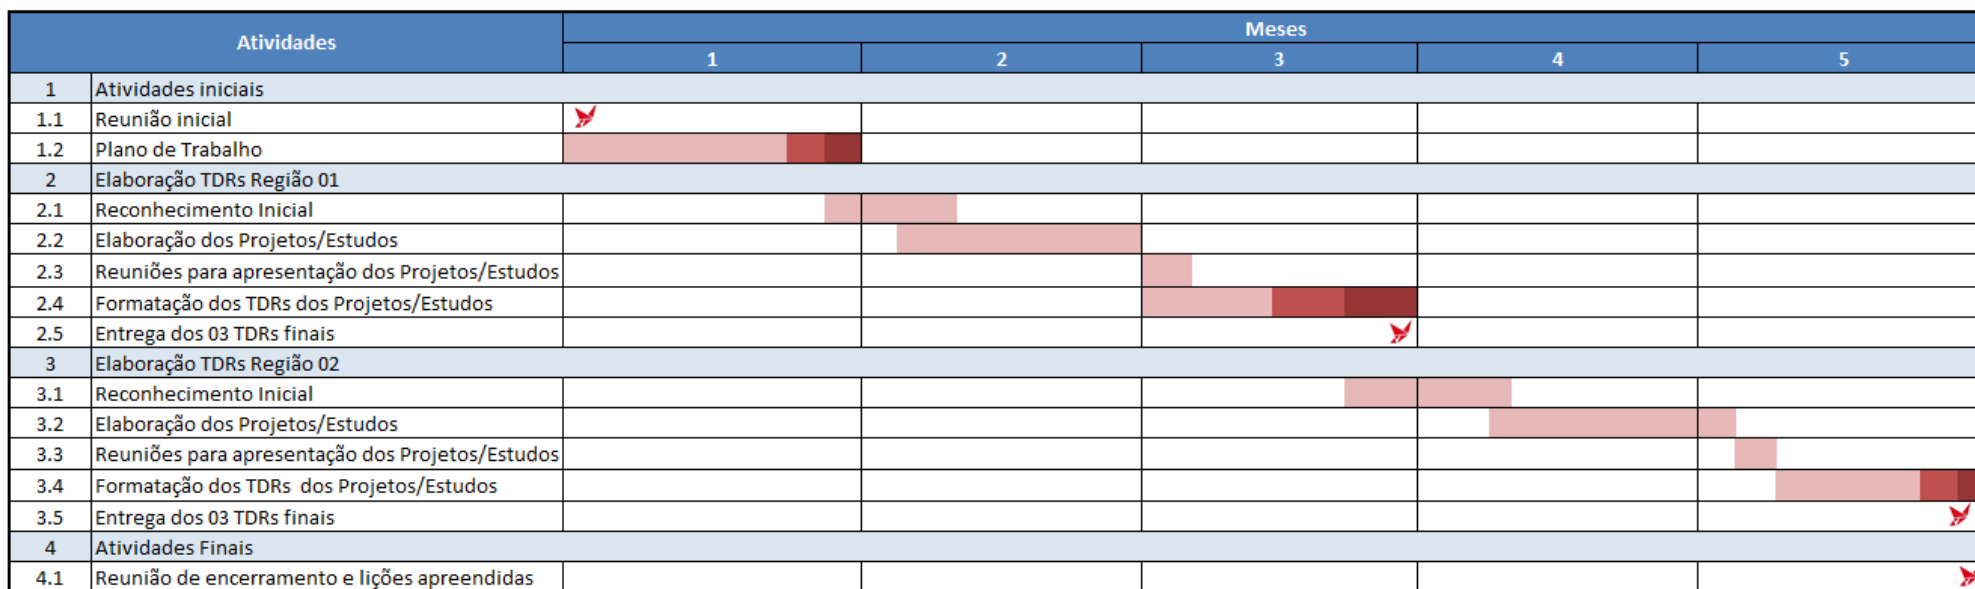 Atividades
Meses
1 2 3 4 5
1 Atividades iniciais
1.1 Reunião inicial
1.2 Plano de Trabalho
2 Elaboração TDRs Região 01
2.1 Reconhecimento Inicial
2.2 Elaboração dos Projetos/Estudos
2.3 Reuniões para apresentação dos Projetos/Estudos
2.4 Formatação dos TDRs dos Projetos/Estudos
2.5 Entrega dos 03 TDRs finais
3 Elaboração TDRs Região 02
3.1 Reconhecimento Inicial
3.2 Elaboração dos Projetos/Estudos
3.3 Reuniões para apresentação dos Projetos/Estudos
3.4 Formatação dos TDRs dos Projetos/Estudos
3.5 Entrega dos 03 TDRs finais
4 Atividades Finais
4.1 Reunião de encerramento e lições apreendidas